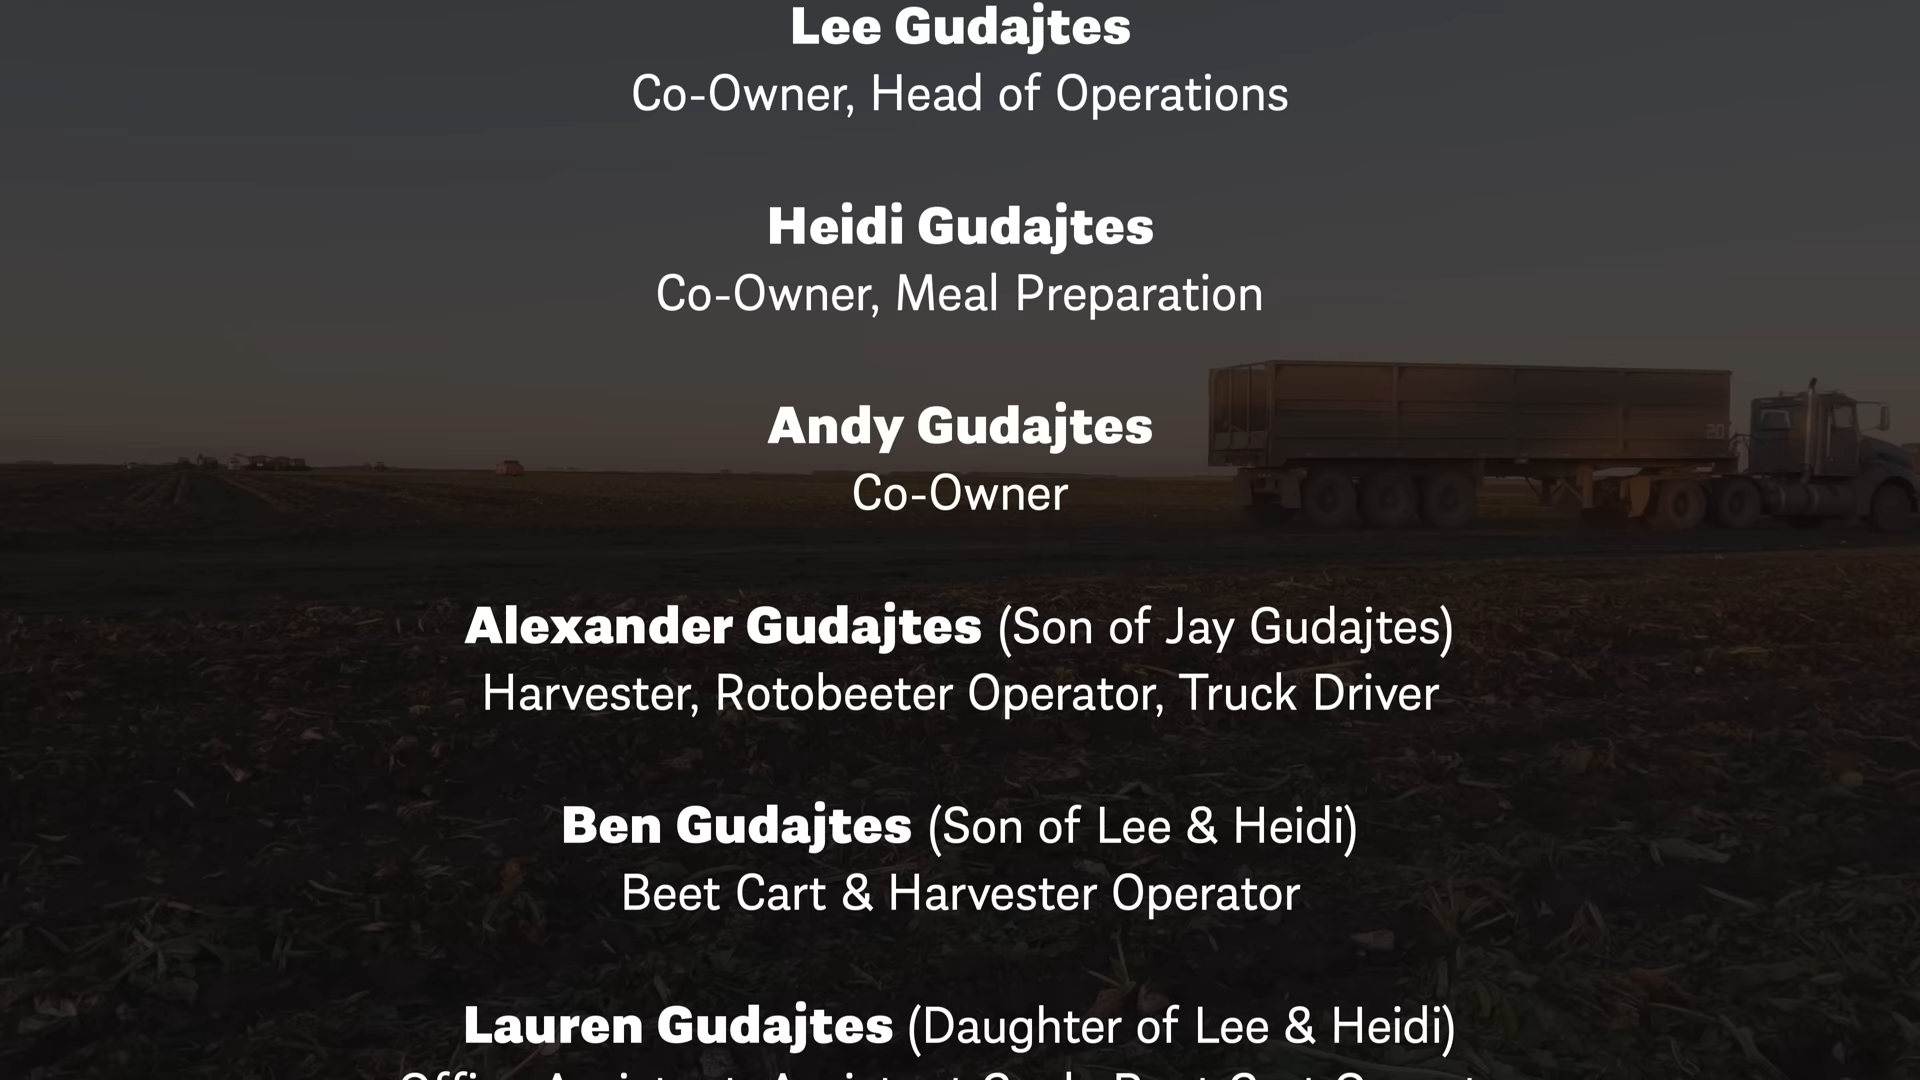 Lee Gudajtes
Co-Owner, Head of Operations
Heidi Gudajtes
Co-Owner, Meal Preparation
Andy Gudajtes
Co-Owner
20
Alexander Gudajtes (Son of Jay Gudajtes)
Harvester, Rotobeeter Operator, Truck Driver
Ben Gudajtes (Son of Lee & Heidi)
Beet Cart & Harvester Operator
Lauren Gudajtes (Daughter of Lee & Heidi)